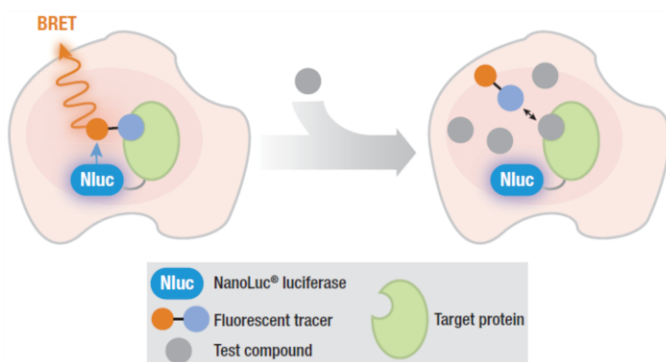 BRET
Nluc
Nluc
Nluc
NanoLuc® luciferase
Fluorescent tracer
Target protein
Test compound